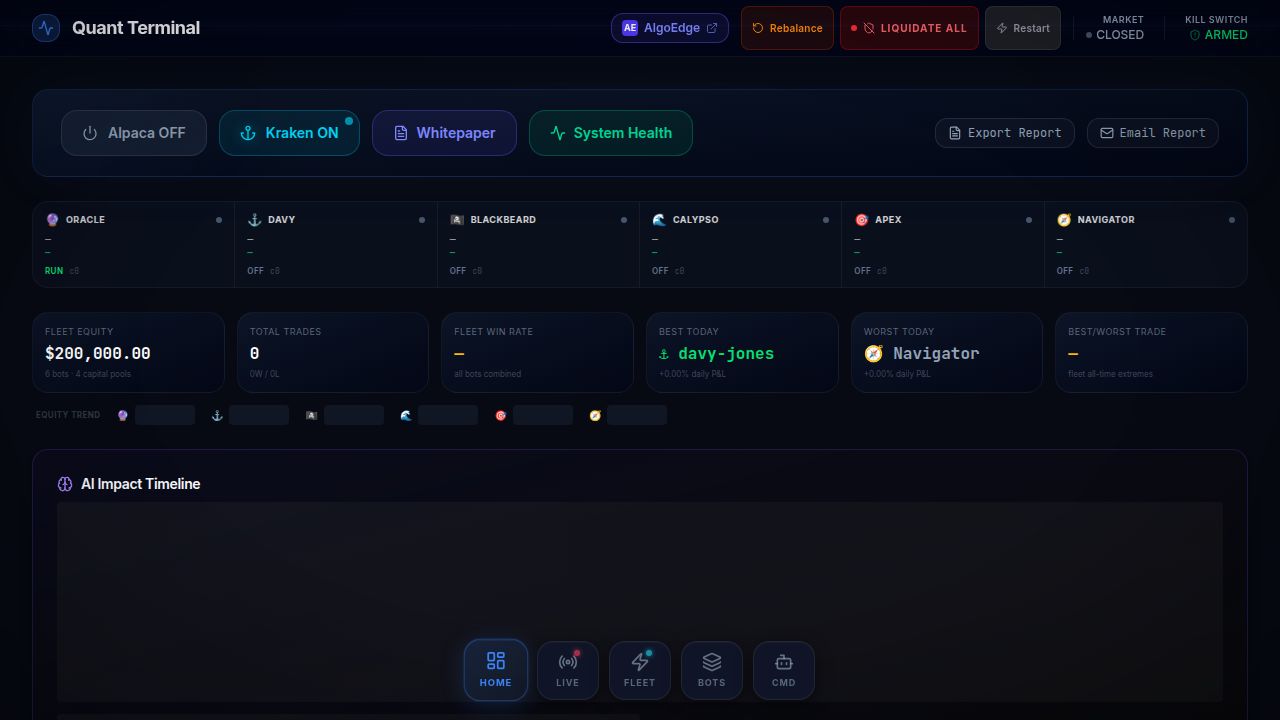 Quant Terminal
AE AlgoEdge
Rebalance
LIQUIDATE ALL
Restart
MARKET
CLOSED
KILL SWITCH
ARMED
Alpaca OFF
Kraken ON
Whitepaper
System Health
Export Report
Email Report
ORACLE
—
—
RUN c0
DAVY
—
—
OFF c0
BLACKBEARD
—
—
OFF c0
CALYPSO
—
—
OFF c0
APEX
—
—
OFF c0
NAVIGATOR
—
—
OFF c0
FLEET EQUITY
$200,000.00
6 bots · 4 capital pools
TOTAL TRADES
0
0W / 0L
FLEET WIN RATE
—
all bots combined
BEST TODAY
davy-jones
+0.00% daily P&L
WORST TODAY
Navigator
+0.00% daily P&L
BEST/WORST TRADE
—
fleet all-time extremes
EQUITY TREND
AI Impact Timeline
HOME
LIVE
FLEET
BOTS
CMD